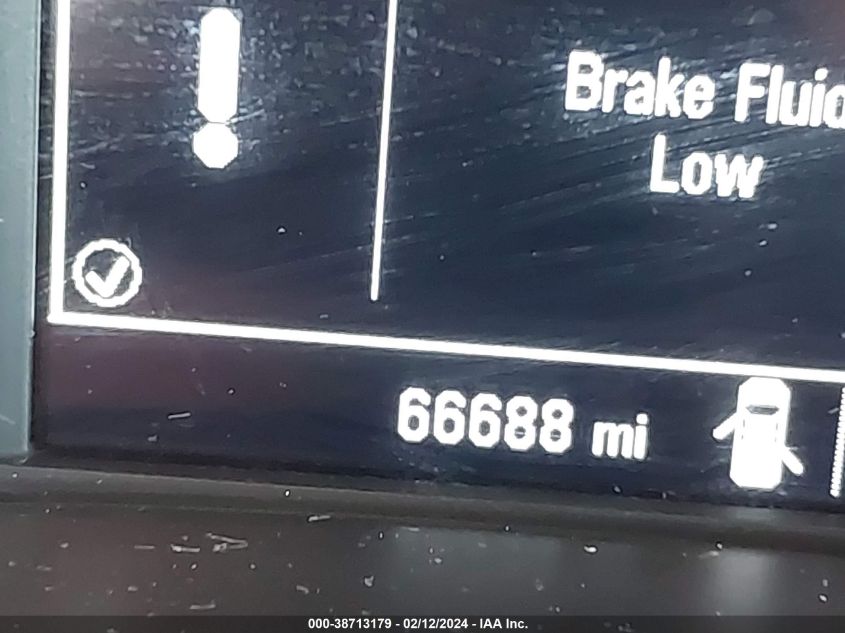 Brake Fluid
Low
66688 mi
000-38713179 - 02/12/2024 - IAA Inc.